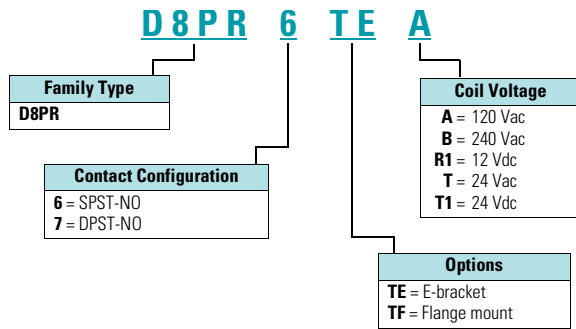 D8PR 6 TE A
Family Type
D8PR
Contact Configuration
6 = SPST-NO
7 = DPST-NO
Coil Voltage
A = 120 Vac
B = 240 Vac
R1 = 12 Vdc
T = 24 Vac
T1 = 24 Vdc
Options
TE = E-bracket
TF = Flange mount